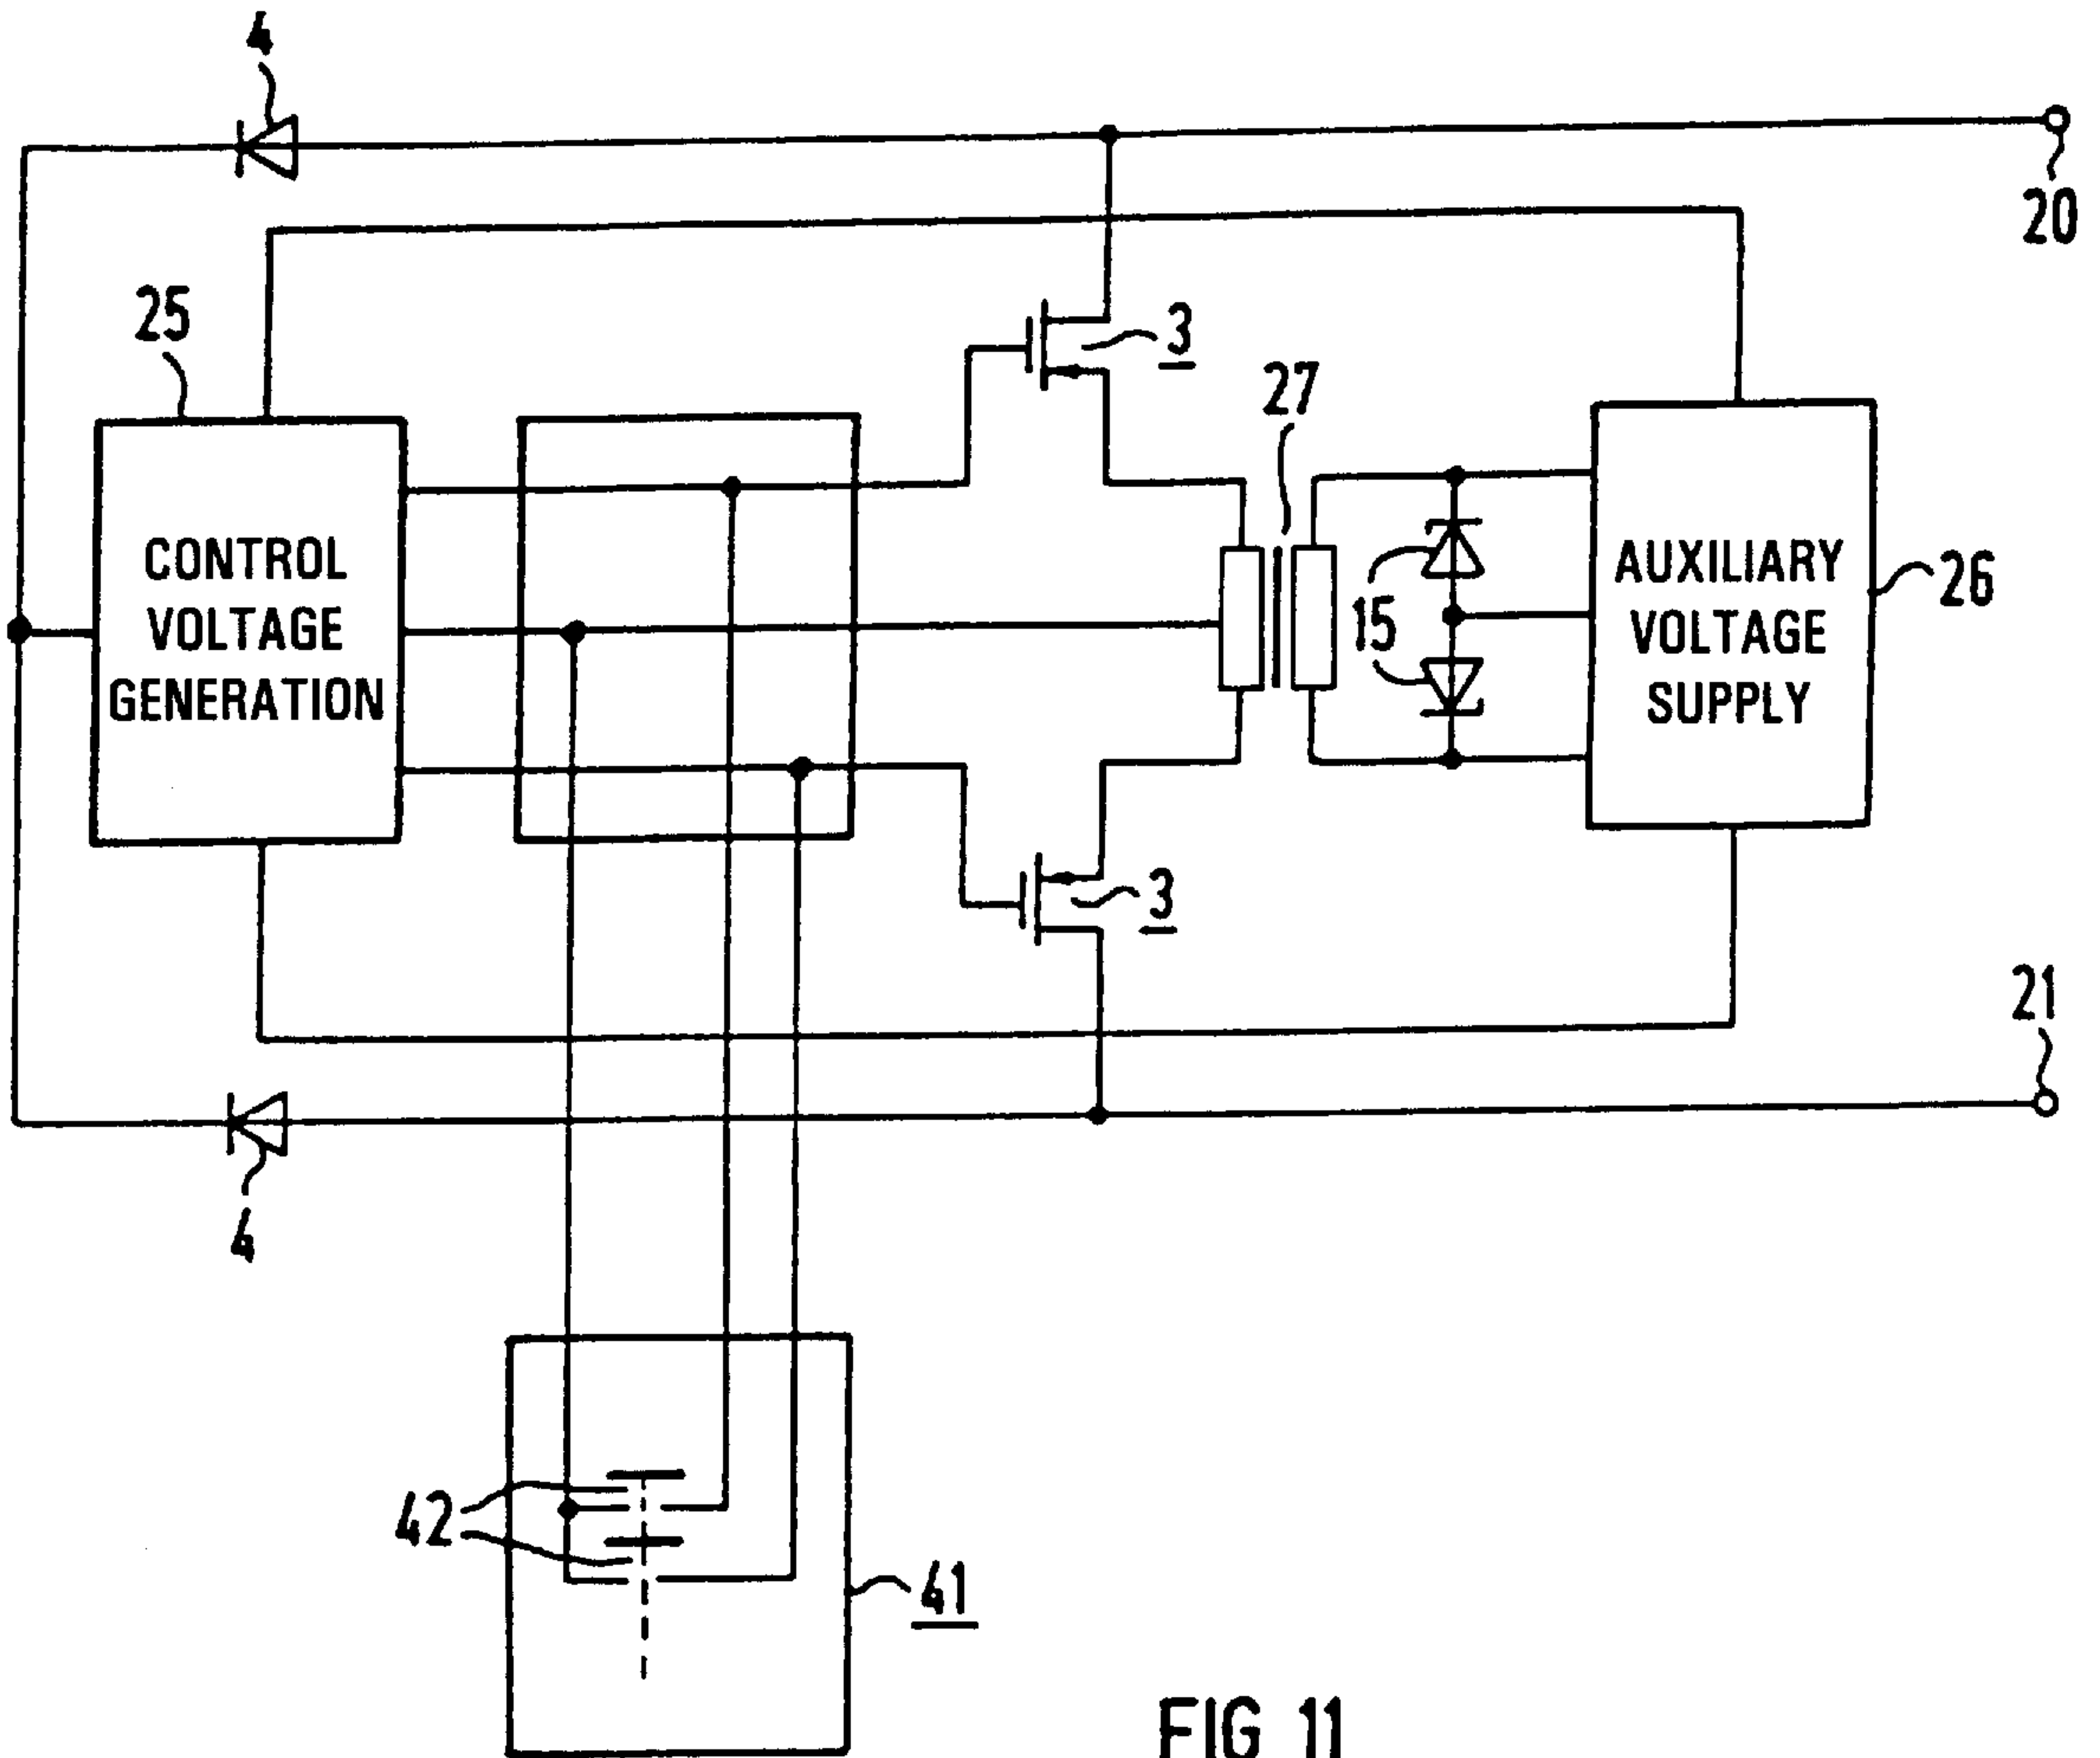 4
20
25
3
27
CONTROL
VOLTAGE
GENERATION
15
AUXILIARY
VOLTAGE
SUPPLY
26
3
21
4
42
41
FIG 11